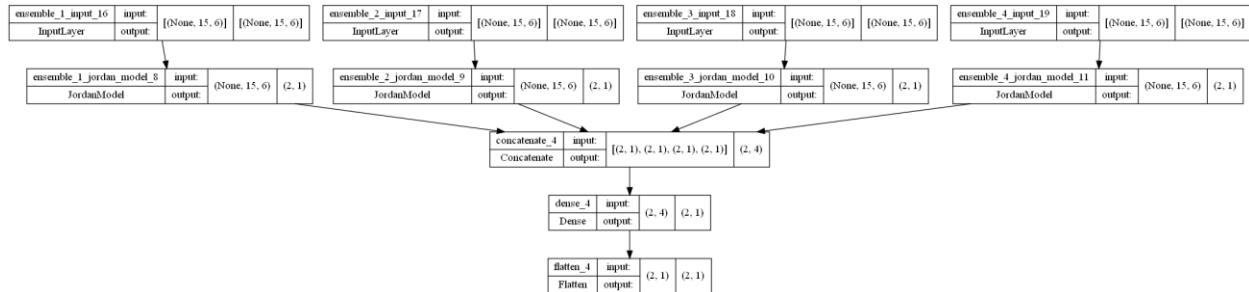 ensemble_1_input_16 input: [(None, 15, 6)] [(None, 15, 6)]
InputLayer output:
ensemble_2_input_17 input: [(None, 15, 6)] [(None, 15, 6)]
InputLayer output:
ensemble_3_input_18 input: [(None, 15, 6)] [(None, 15, 6)]
InputLayer output:
ensemble_4_input_19 input: [(None, 15, 6)] [(None, 15, 6)]
InputLayer output:
ensemble_1_jordan_model_8 input: (None, 15, 6) (2, 1)
JordanModel output:
ensemble_2_jordan_model_9 input: (None, 15, 6) (2, 1)
JordanModel output:
ensemble_3_jordan_model_10 input: (None, 15, 6) (2, 1)
JordanModel output:
ensemble_4_jordan_model_11 input: (None, 15, 6) (2, 1)
JordanModel output:
concatenate_4 input: [(2, 1), (2, 1), (2, 1), (2, 1)] (2, 4)
Concatenate output:
dense_4 input: (2, 4) (2, 1)
Dense output:
flatten_4 input: (2, 1) (2, 1)
Flatten output: